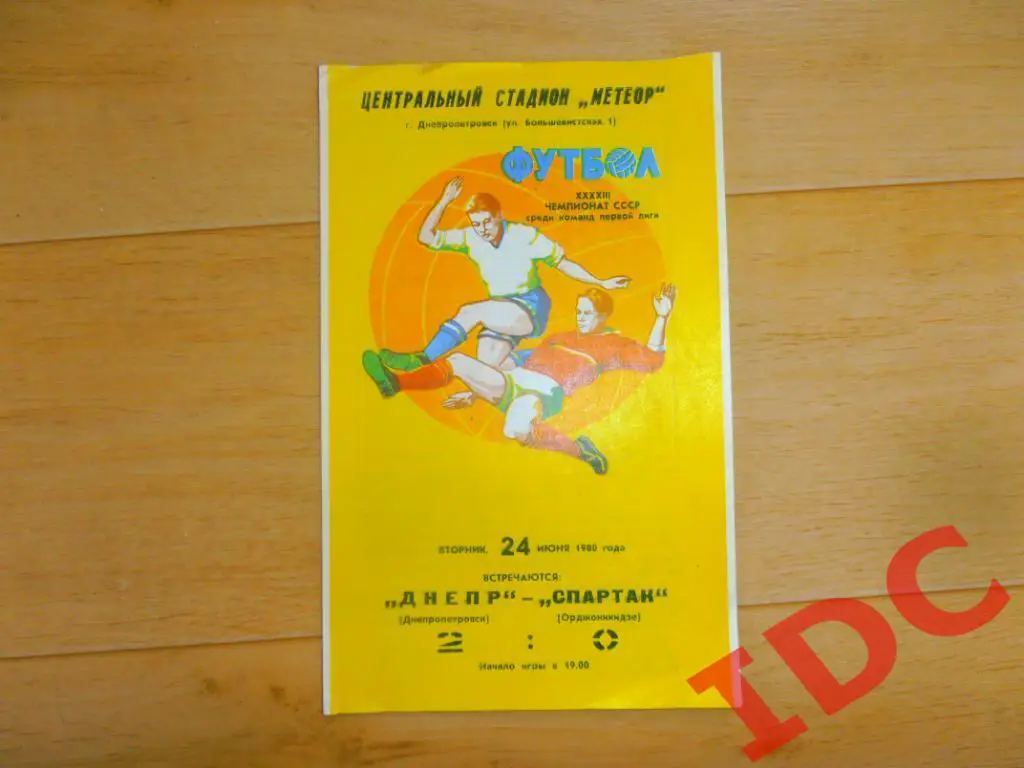 ЦЕНТРАЛЬНЫЙ СТАДИОН „МЕТЕОР"
г. Днепропетровск (ул. Большевистская, 1)
ФУТБОЛ
XXXXIII
ЧЕМПИОНАТ СССР
среди команд первой лиги
ВТОРНИК, 24 ИЮНЯ 1980 года
ВСТРЕЧАЮТСЯ:
„ДНЕПР" – „СПАРТАК"
(Днепропетровск) (Орджоникидзе)
2 : 0
Начало игры в 19.00
IDC